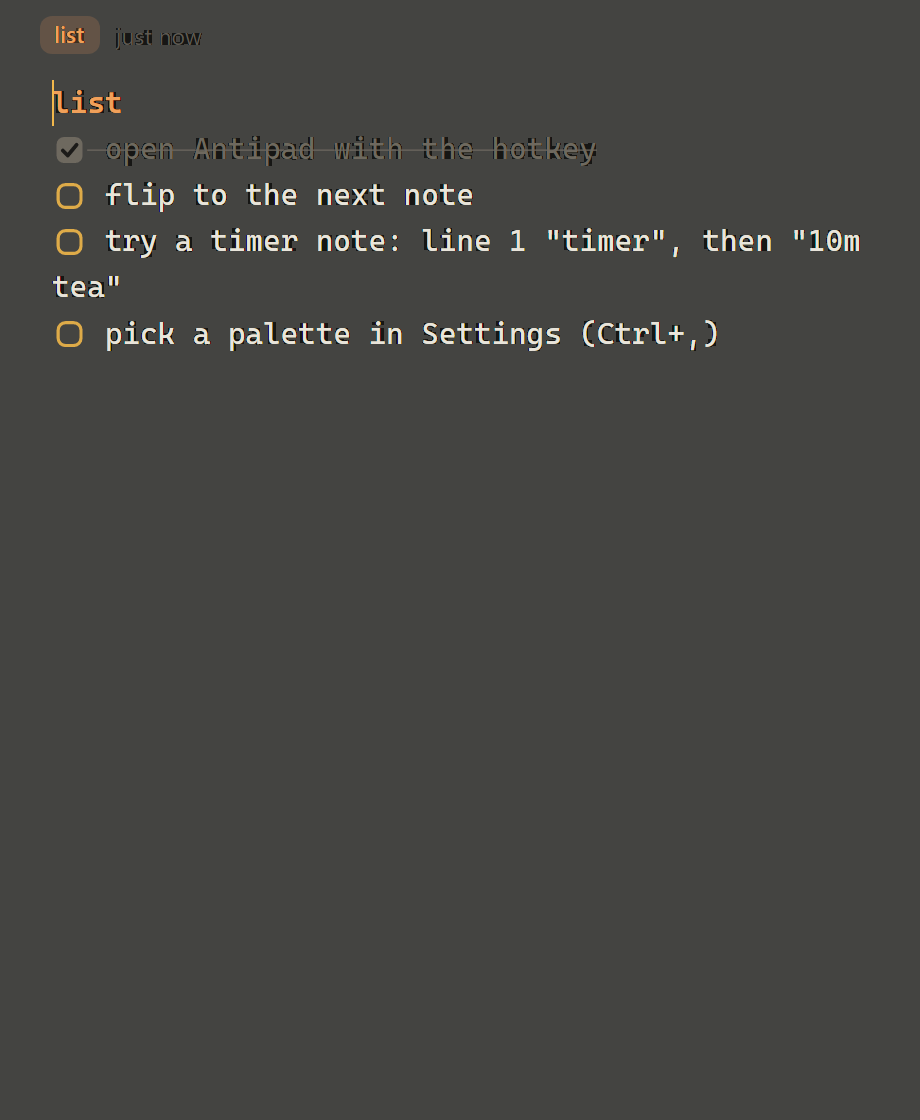 list just now
list
open Antipad with the hotkey
flip to the next note
try a timer note: line 1 "timer", then "10m
tea"
pick a palette in Settings (Ctrl+,)